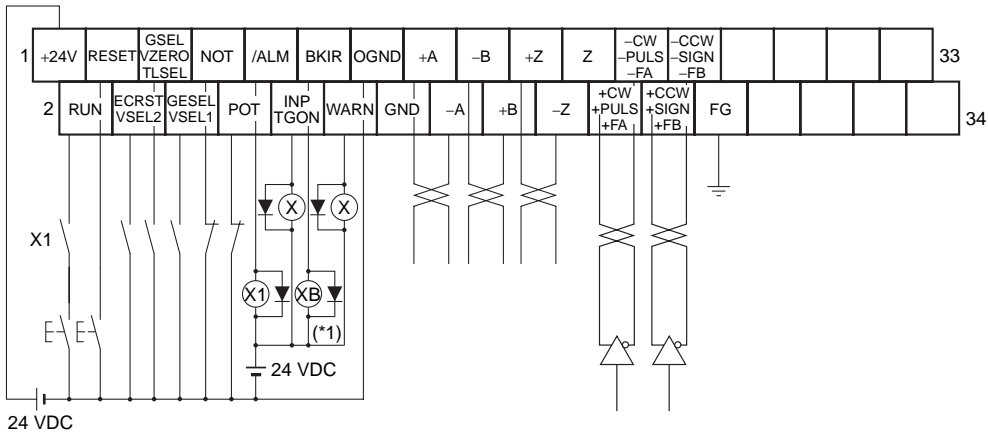 1
+24V
RESET
GSEL
VZERO
TLSEL
NOT
/ALM
BKIR
OGND
+A
−B
+Z
Z
−CW
−PULS
−FA
−CCW
−SIGN
−FB
33
2
RUN
ECRST
VSEL2
GESEL
VSEL1
POT
INP
TGON
WARN
GND
−A
+B
−Z
+CW
+PULS
+FA
+CCW
+SIGN
+FB
FG
34
X
X
X1
X1
XB
(*1)
24 VDC
24 VDC